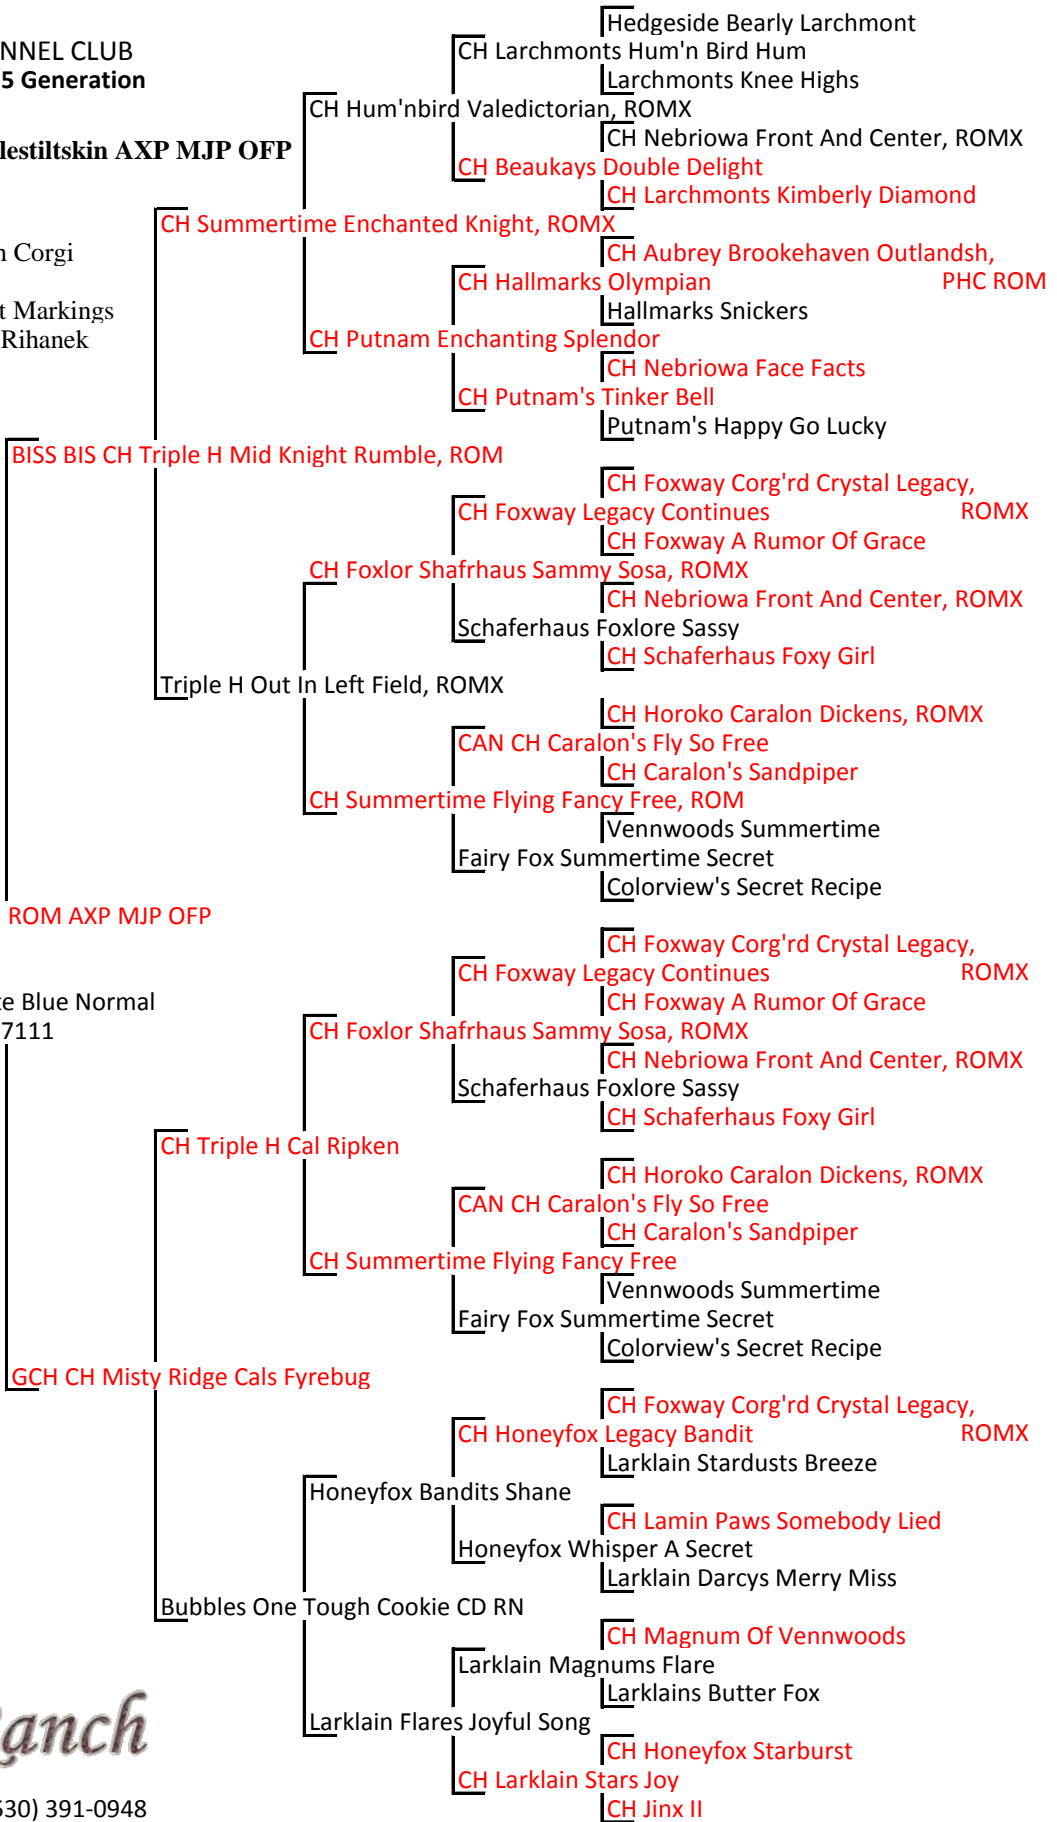 Hedgeside Bearly Larchmont
NNEL CLUB
CH Larchmonts Hum'n Bird Hum
5 Generation
Larchmonts Knee Highs
CH Hum'nbird Valedictorian, ROMX
CH Nebriowa Front And Center, ROMX
lestiltskin AXP MJP OFP
CH Beaukays Double Delight
CH Larchmonts Kimberly Diamond
CH Summertime Enchanted Knight, ROMX
n Corgi
CH Aubrey Brookehaven Outlandsh,
CH Hallmarks Olympian
PHC ROM
t Markings
Hallmarks Snickers
Rihanek
CH Putnam Enchanting Splendor
CH Nebriowa Face Facts
CH Putnam's Tinker Bell
Putnam's Happy Go Lucky
BISS BIS CH Triple H Mid Knight Rumble, ROM
CH Foxway Corg'rd Crystal Legacy,
CH Foxway Legacy Continues
ROMX
CH Foxway A Rumor Of Grace
CH Foxlor Shafrhaus Sammy Sosa, ROMX
CH Nebriowa Front And Center, ROMX
Schaferhaus Foxlore Sassy
CH Schaferhaus Foxy Girl
Triple H Out In Left Field, ROMX
CH Horoko Caralon Dickens, ROMX
CAN CH Caralon's Fly So Free
CH Caralon's Sandpiper
CH Summertime Flying Fancy Free, ROM
Vennwoods Summertime
Fairy Fox Summertime Secret
Colorview's Secret Recipe
ROM AXP MJP OFP
CH Foxway Corg'rd Crystal Legacy,
CH Foxway Legacy Continues
ROMX
te Blue Normal
CH Foxway A Rumor Of Grace
7111
CH Foxlor Shafrhaus Sammy Sosa, ROMX
CH Nebriowa Front And Center, ROMX
Schaferhaus Foxlore Sassy
CH Schaferhaus Foxy Girl
CH Triple H Cal Ripken
CH Horoko Caralon Dickens, ROMX
CAN CH Caralon's Fly So Free
CH Caralon's Sandpiper
CH Summertime Flying Fancy Free
Vennwoods Summertime
Fairy Fox Summertime Secret
Colorview's Secret Recipe
GCH CH Misty Ridge Cals Fyrebug
CH Foxway Corg'rd Crystal Legacy,
CH Honeyfox Legacy Bandit
ROMX
Larklain Stardusts Breeze
Honeyfox Bandits Shane
CH Lamin Paws Somebody Lied
Honeyfox Whisper A Secret
Larklain Darcys Merry Miss
Bubbles One Tough Cookie CD RN
CH Magnum Of Vennwoods
Larklain Magnums Flare
Larklains Butter Fox
Larklain Flares Joyful Song
anch
CH Honeyfox Starburst
CH Larklain Stars Joy
530) 391-0948
CH Jinx II